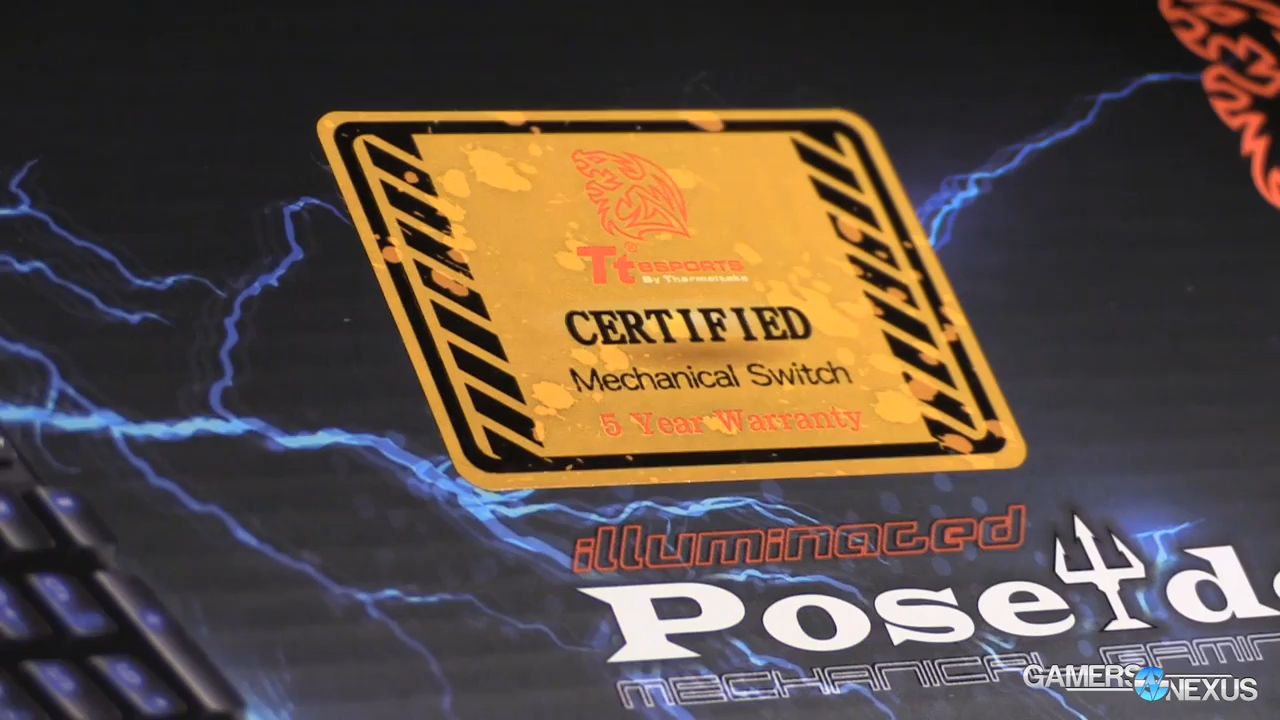 Tt eSPORTS
By Thermaltake
CERTIFIED
Mechanical Switch
5 Year Warranty
illuminated
Poseid
MECHANICAL GAMIN
GAMERS NEXUS